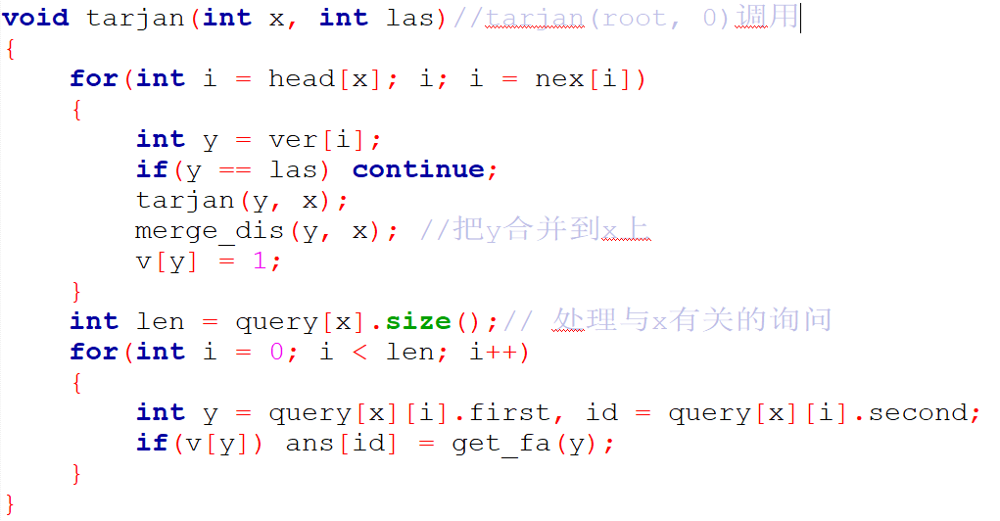 void tarjan(int x, int las)//tarjan(root, 0)调用
{
    for(int i = head[x]; i; i = nex[i])
    {
        int y = ver[i];
        if(y == las) continue;
        tarjan(y, x);
        merge_dis(y, x); //把y合并到x上
        v[y] = 1;
    }
    int len = query[x].size();// 处理与x有关的询问
    for(int i = 0; i < len; i++)
    {
        int y = query[x][i].first, id = query[x][i].second;
        if(v[y]) ans[id] = get_fa(y);
    }
}